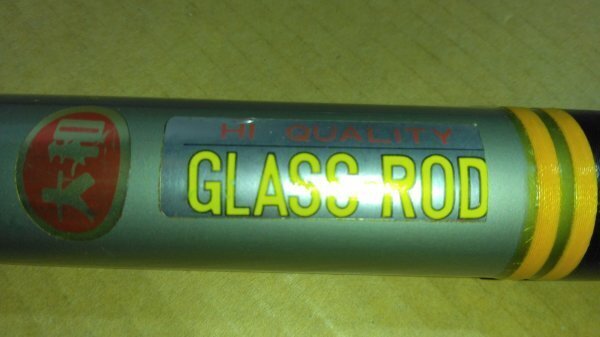 大和
HI QUALITY
GLASS ROD